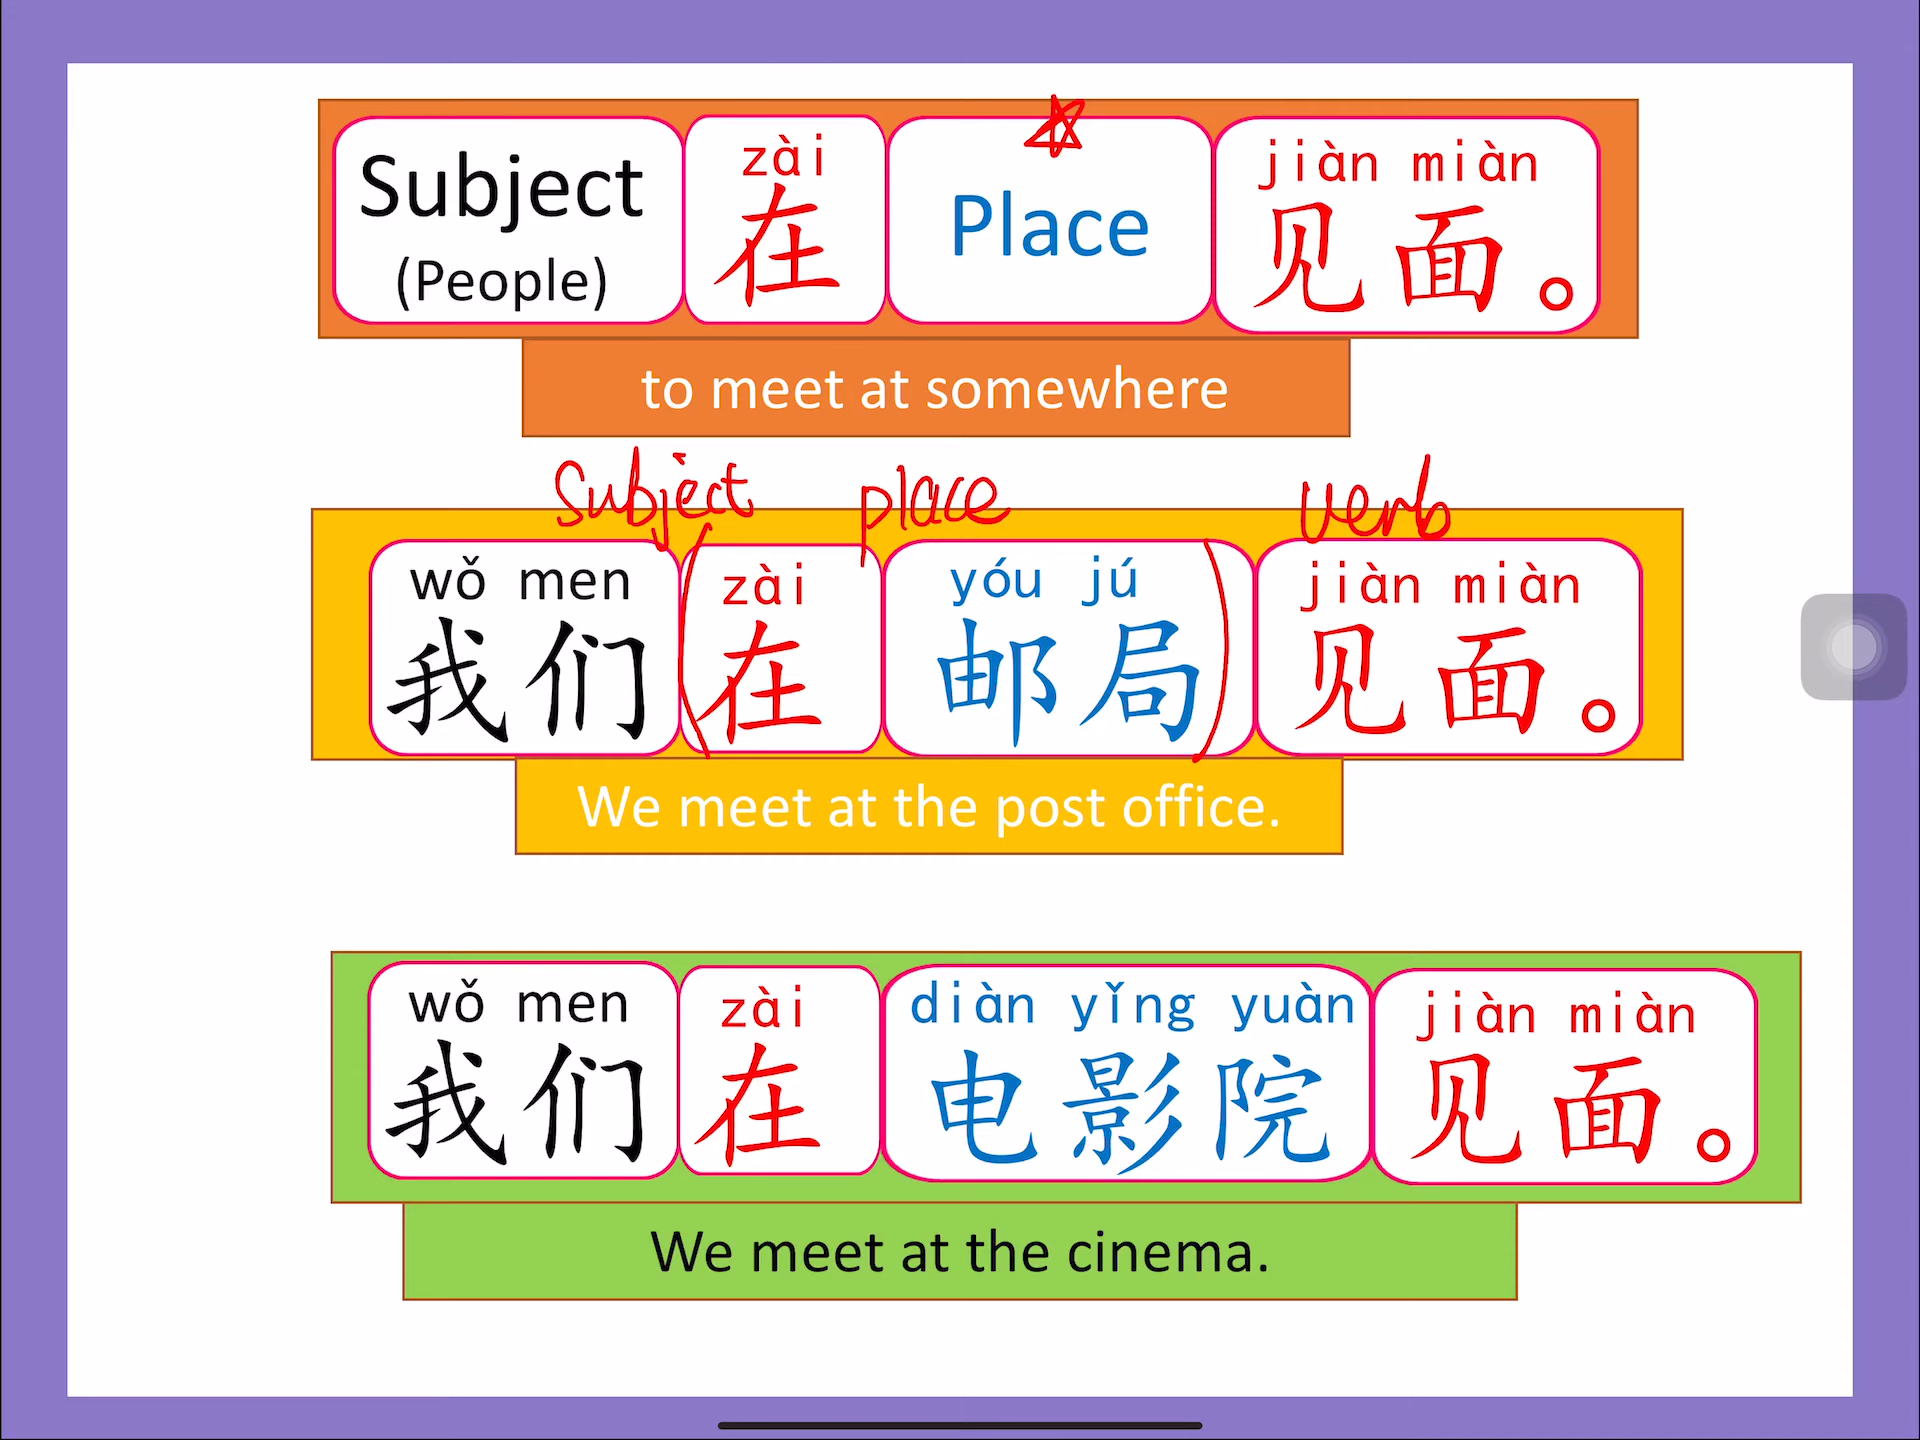 Subject zài Place jiàn miàn
(People) 在 见面。
to meet at somewhere
subject place verb
wǒ men zài yóu jú jiàn miàn
我们在邮局见面。
We meet at the post office.
wǒ men zài diàn yǐng yuàn jiàn miàn
我们在电影院见面。
We meet at the cinema.